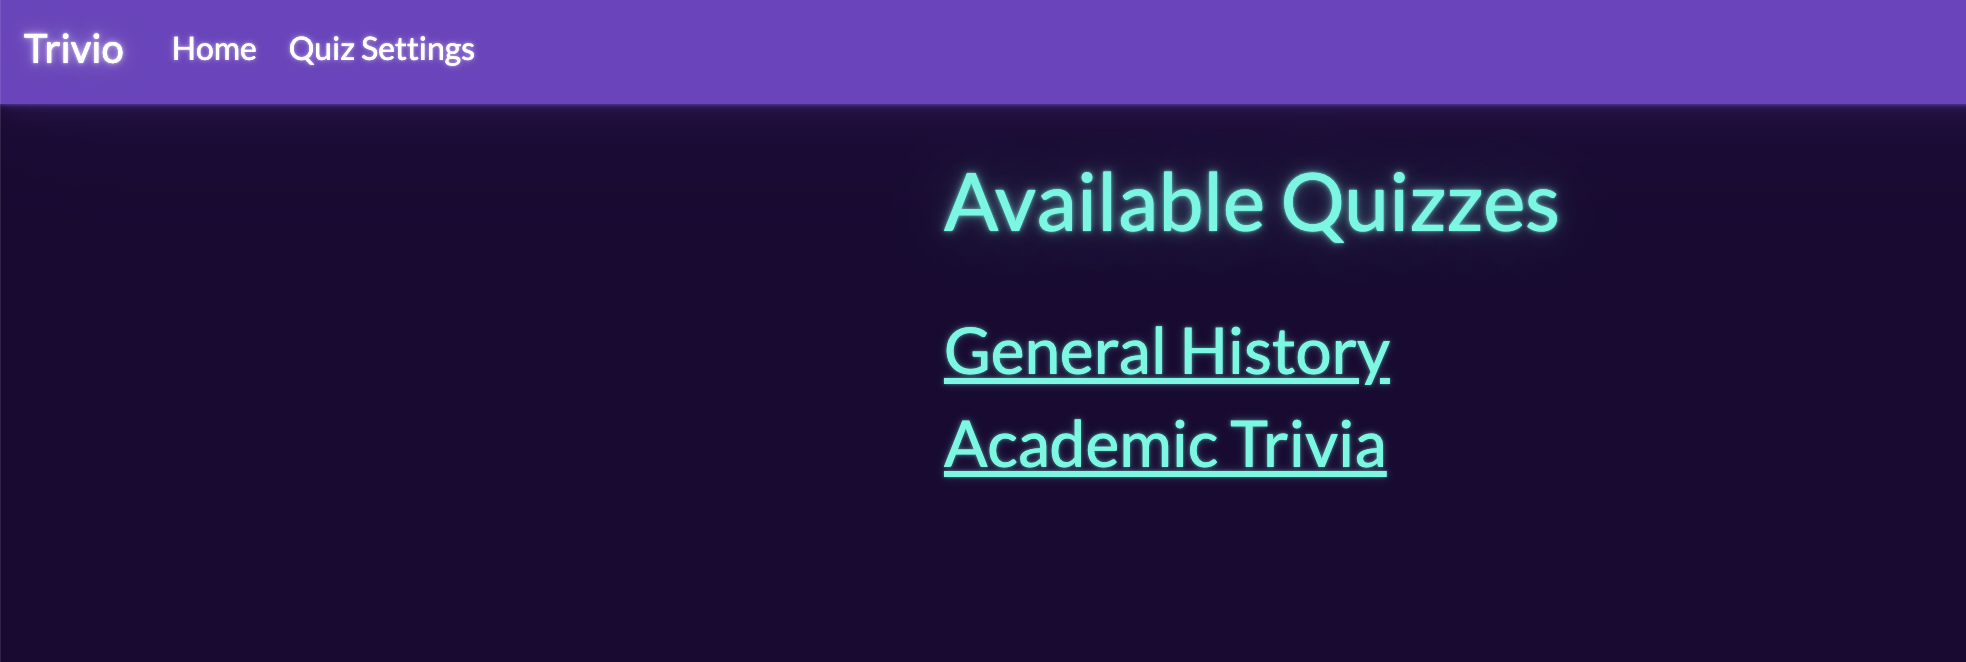 Trivio Home Quiz Settings
Available Quizzes
General History
Academic Trivia